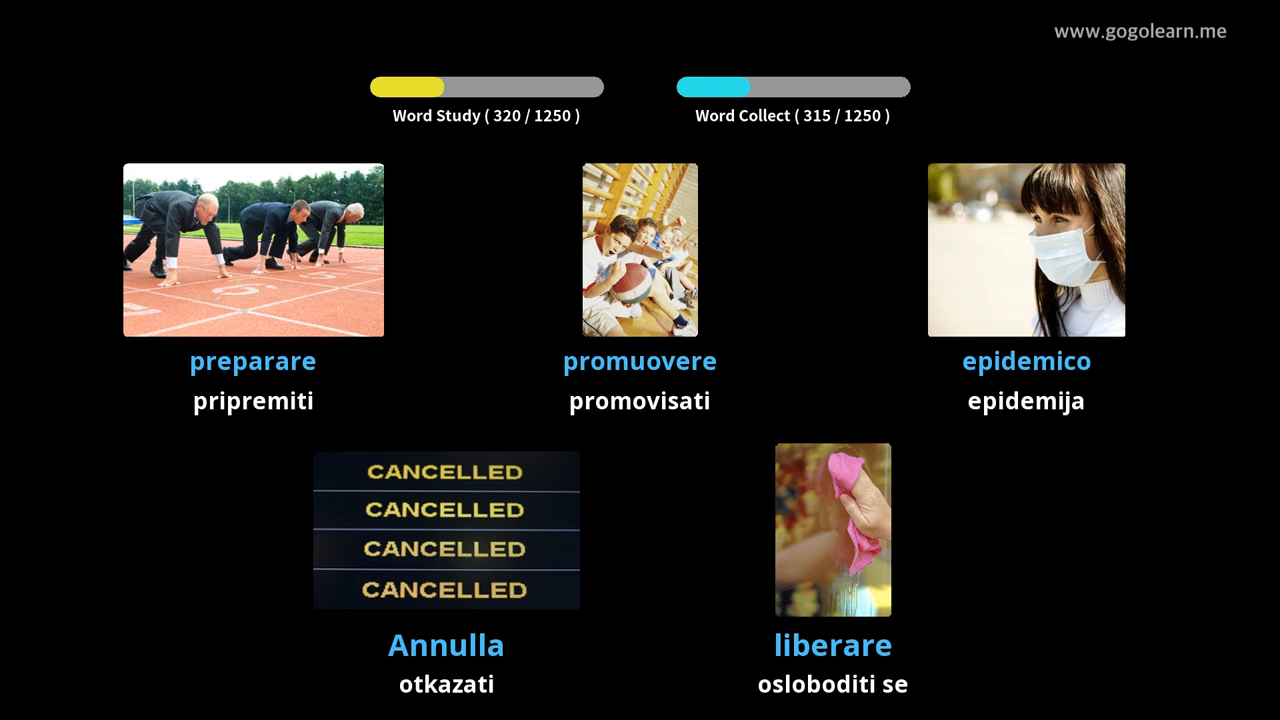 www.gogolearn.me
Word Study ( 320 / 1250 )
Word Collect ( 315 / 1250 )
preparare
promuovere
epidemico
pripremiti
promovisati
epidemija
CANCELLED
CANCELLED
CANCELLED
CANCELLED
Annulla
liberare
otkazati
osloboditi se